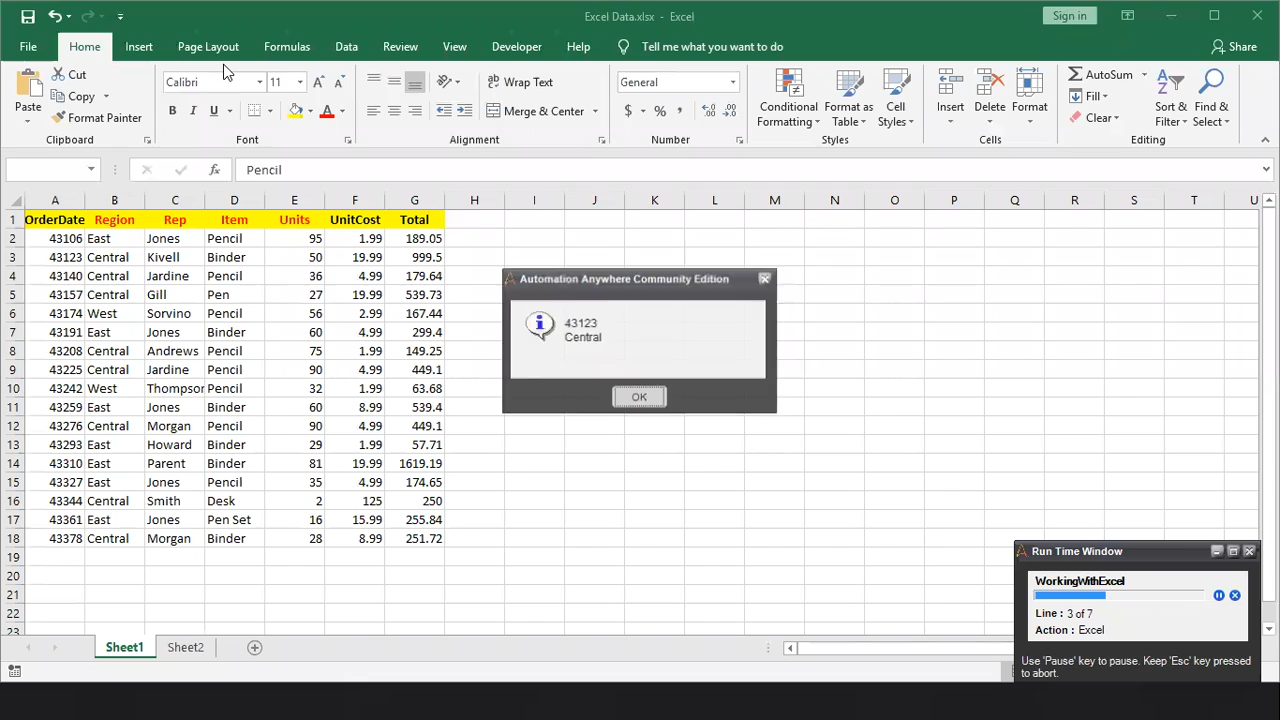 Excel Data.xlsx - Excel
Sign in
File Home Insert Page Layout Formulas Data Review View Developer Help Tell me what you want to do Share
Paste
Cut
Copy
Format Painter
Clipboard
Calibri 11
B I U A
Font
Wrap Text
Merge & Center
Alignment
General
$ % ,
Number
Conditional Formatting
Format as Table
Cell Styles
Styles
Insert Delete Format
Cells
AutoSum
Fill
Clear
Sort & Filter
Find & Select
Editing
fx Pencil
A B C D E F G H I J K L M N O P Q R S T U
1 OrderDate Region Rep Item Units UnitCost Total
2 43106 East Jones Pencil 95 1.99 189.05
3 43123 Central Kivell Binder 50 19.99 999.5
4 43140 Central Jardine Pencil 36 4.99 179.64
5 43157 Central Gill Pen 27 19.99 539.73
6 43174 West Sorvino Pencil 56 2.99 167.44
7 43191 East Jones Binder 60 4.99 299.4
8 43208 Central Andrews Pencil 75 1.99 149.25
9 43225 Central Jardine Pencil 90 4.99 449.1
10 43242 West Thompson Pencil 32 1.99 63.68
11 43259 East Jones Binder 60 8.99 539.4
12 43276 Central Morgan Pencil 90 4.99 449.1
13 43293 East Howard Binder 29 1.99 57.71
14 43310 East Parent Binder 81 19.99 1619.19
15 43327 East Jones Pencil 35 4.99 174.65
16 43344 Central Smith Desk 2 125 250
17 43361 East Jones Pen Set 16 15.99 255.84
18 43378 Central Morgan Binder 28 8.99 251.72
19
20
21
22
23
Automation Anywhere Community Edition
43123
Central
OK
Run Time Window
WorkingWithExcel
Line : 3 of 7
Action : Excel
Use 'Pause' key to pause. Keep 'Esc' key pressed
to abort.
Sheet1 Sheet2